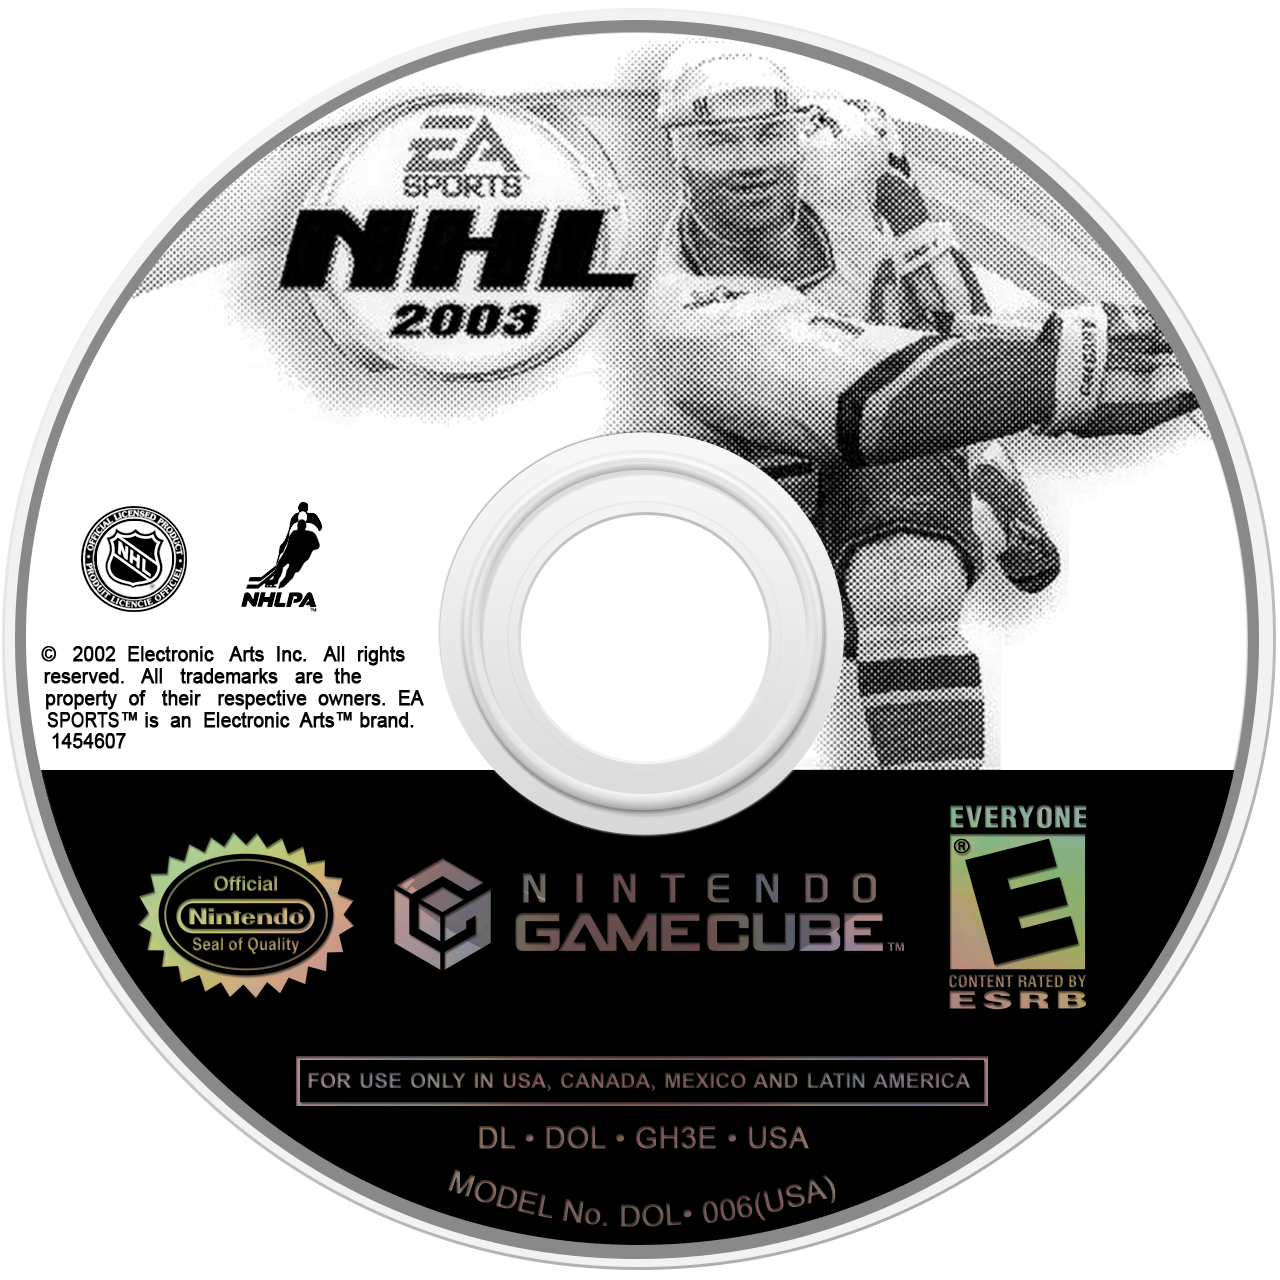 EA
SPORTS™
NHL
2003
OFFICIAL LICENSED PRODUCT
NHL
PRODUIT LICENCIE OFFICIEL
NHLPA
TM
© 2002 Electronic Arts Inc. All rights
reserved. All trademarks are the
property of their respective owners. EA
SPORTS™ is an Electronic Arts™ brand.
1454607
Official
Nintendo®
Seal of Quality
NINTENDO
GAMECUBE™
EVERYONE
®
E
CONTENT RATED BY
ESRB
FOR USE ONLY IN USA, CANADA, MEXICO AND LATIN AMERICA
DL • DOL • GH3E • USA
MODEL No. DOL• 006(USA)